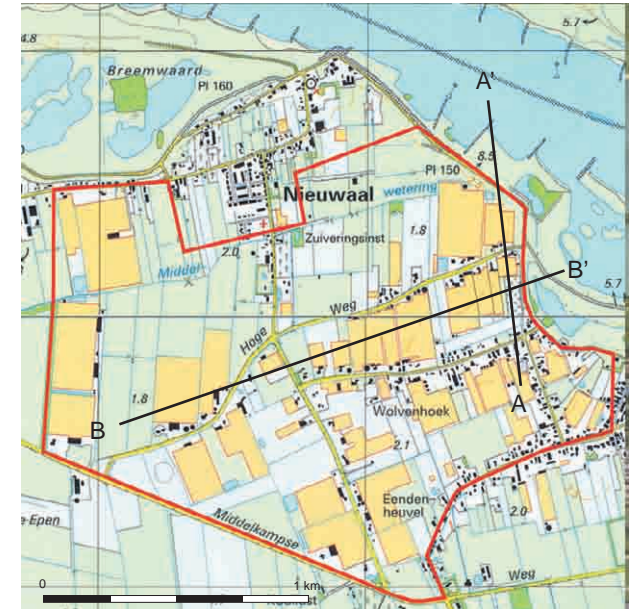 4.8
5.7
Breemwaard
Pl 160
A'
8.5
Pl 150
Nieuwaal
wetering
2.0
Zuiveringsinst
1.8
Middel-
B'
5.7
Weg
Hoge
1.8
B
Wolvenhoek
A
2.1
Eenden-
heuvel
2.0
e Epen
Middelkampse
Weg
0
1 km